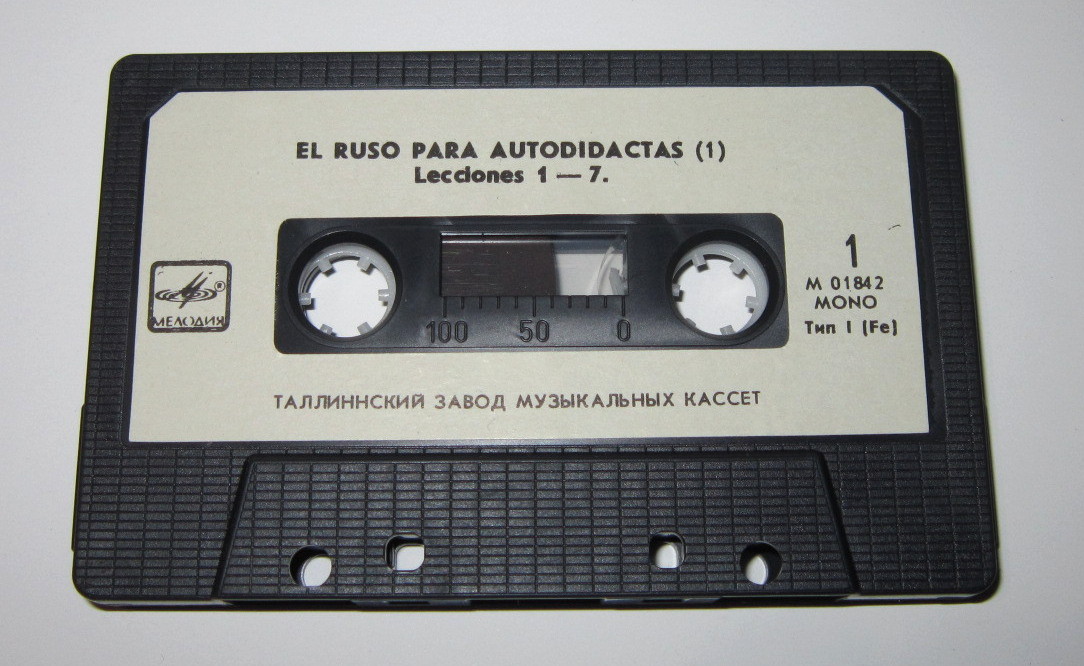 EL RUSO PARA AUTODIDACTAS (1)
Lecciones 1 — 7.
1
M 01842
MONO
Тип I (Fe)
®
МЕЛОДИЯ
100 50 0
ТАЛЛИННСКИЙ ЗАВОД МУЗЫКАЛЬНЫХ КАССЕТ